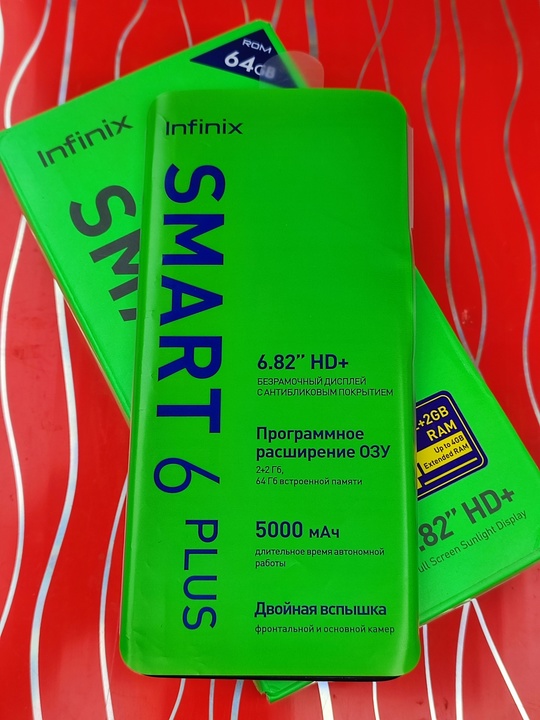 ROM
64GB
Infinix
SMA
Infinix
SMART 6 PLUS
6.82” HD+
БЕЗРАМОЧНЫЙ ДИСПЛЕЙ
С АНТИБЛИКОВЫМ ПОКРЫТИЕМ
Программное
расширение ОЗУ
2+2 Гб,
64 Гб встроенной памяти
5000 мАч
длительное время автономной
работы
Двойная вспышка
фронтальной и основной камер
+2GB
RAM
Up to 4GB
Extended RAM
.82” HD+
ull Screen Sunlight Display